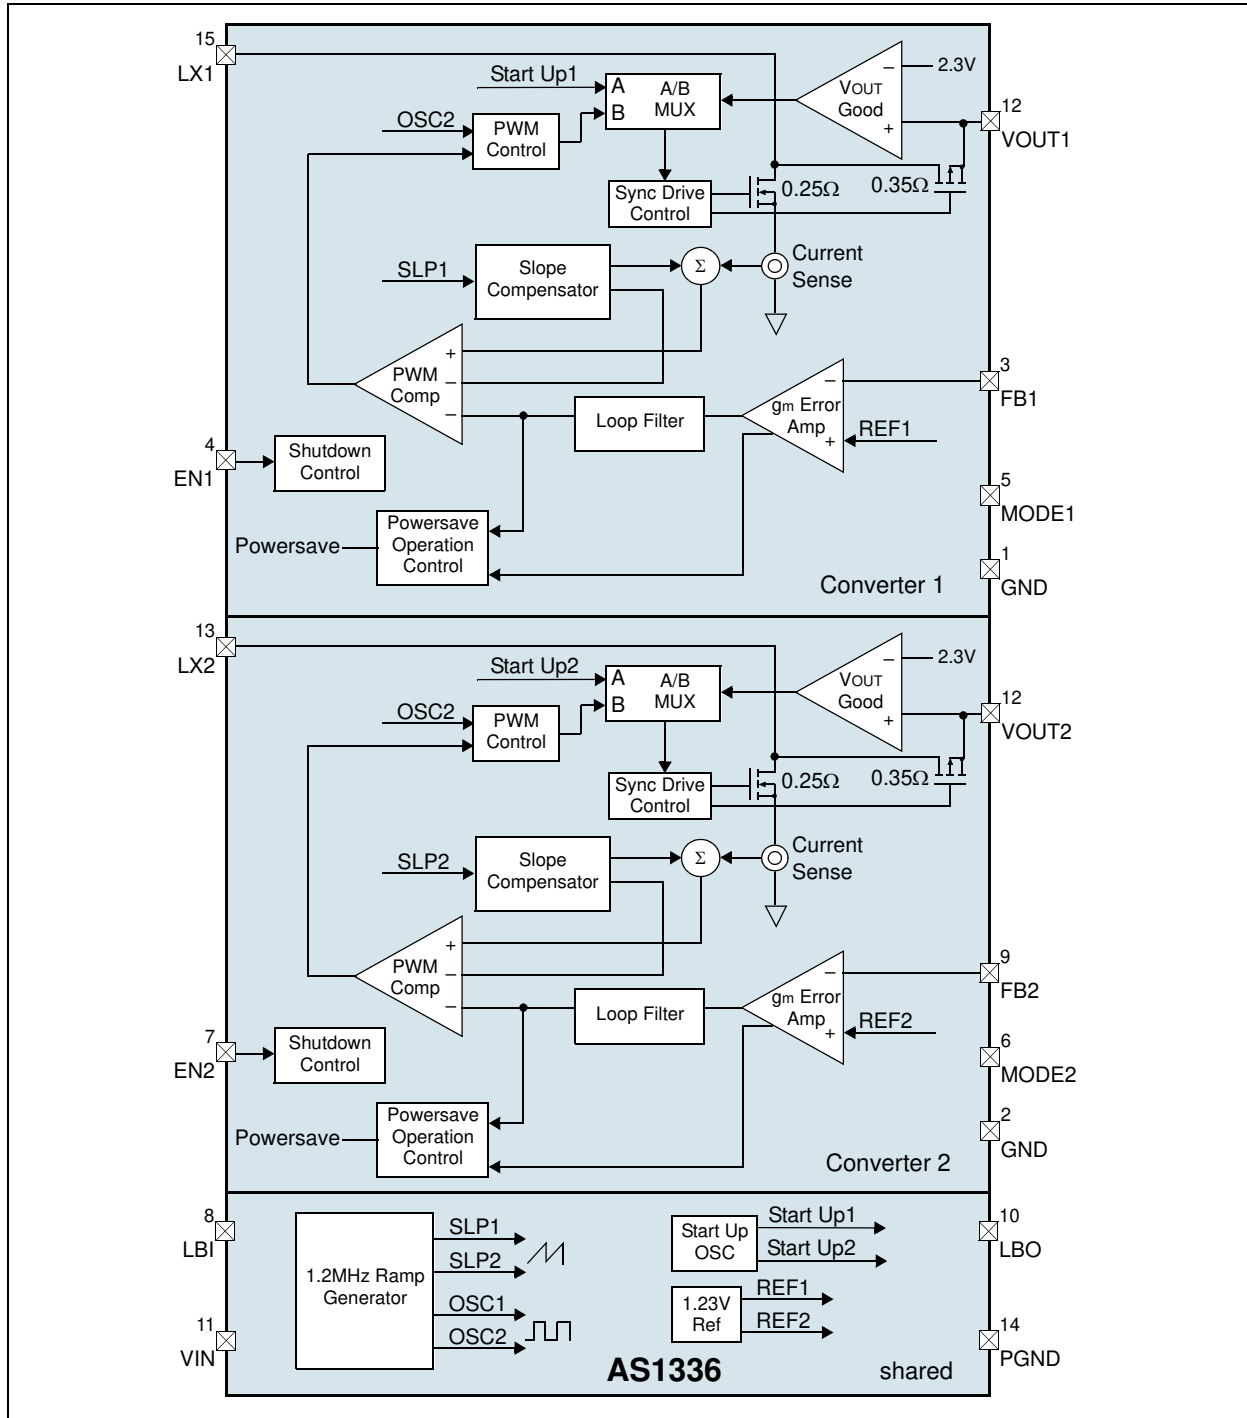 15
LX1
Start Up1
A
B
A/B
MUX
VOUT
Good
−
+
2.3V
12
VOUT1
OSC2
PWM
Control
Sync Drive
Control
0.25Ω
0.35Ω
SLP1
Slope
Compensator
Σ
Current
Sense
PWM
Comp
+
−
−
Loop Filter
gm Error
Amp
−
+
REF1
3
FB1
4
EN1
Shutdown
Control
5
MODE1
Powersave
Powersave
Operation
Control
1
GND
Converter 1
13
LX2
Start Up2
A
B
A/B
MUX
VOUT
Good
−
+
2.3V
12
VOUT2
OSC2
PWM
Control
Sync Drive
Control
0.25Ω
0.35Ω
SLP2
Slope
Compensator
Σ
Current
Sense
PWM
Comp
+
−
−
Loop Filter
gm Error
Amp
−
+
REF2
9
FB2
7
EN2
Shutdown
Control
6
MODE2
Powersave
Powersave
Operation
Control
2
GND
Converter 2
8
LBI
1.2MHz Ramp
Generator
SLP1
SLP2
OSC1
OSC2
Start Up
OSC
Start Up1
Start Up2
1.23V
Ref
REF1
REF2
10
LBO
11
VIN
14
PGND
AS1336
shared